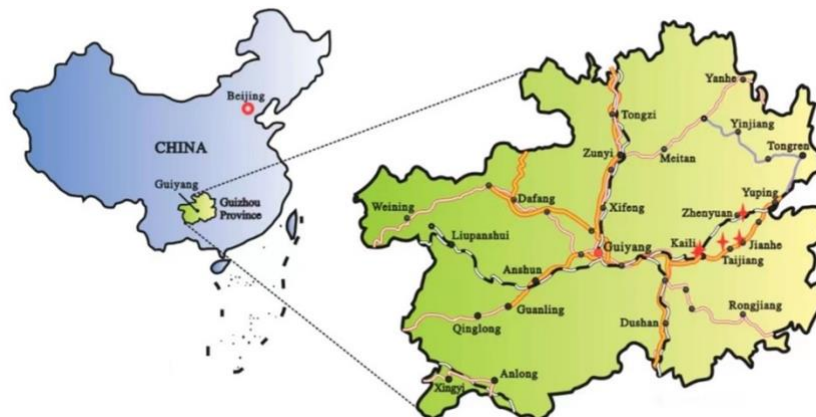 Beijing
CHINA
Guiyang
Guizhou
Province
Yanhe
Tongzi
Yinjiang
Zunyi
Meitan
Tongren
Yuping
Dafang
Weining
Xifeng
Zhenyuan
Liupanshui
Guiyang
Kaili
Jianhe
Taijiang
Anshun
Guanling
Rongjiang
Qinglong
Dushan
Anlong
Xingyi